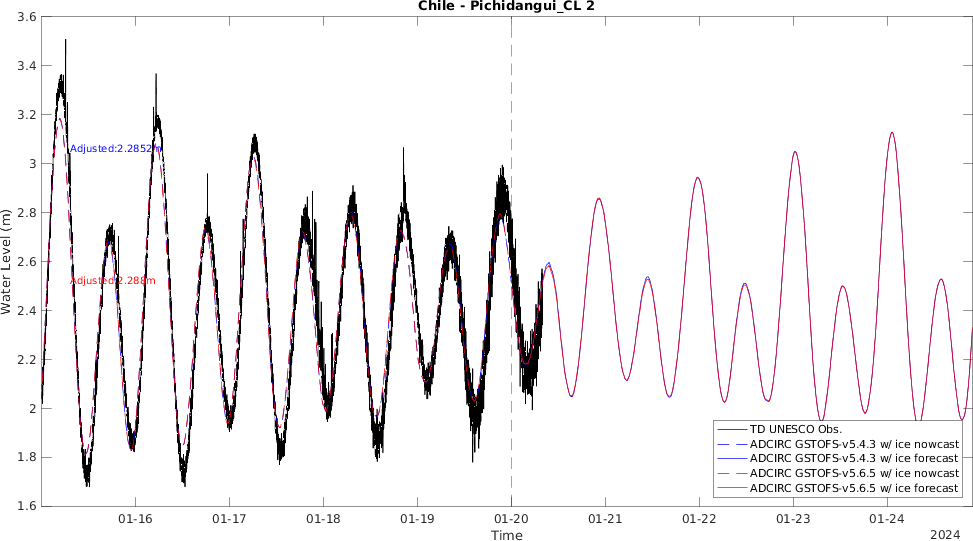 Chile - Pichidangui_CL 2
Water Level (m)
3.6
3.4
3.2
3
2.8
2.6
2.4
2.2
2
1.8
1.6
Adjusted:2.2852m
Adjusted:2.288m
TD UNESCO Obs.
ADCIRC GSTOFS-v5.4.3 w/ ice nowcast
ADCIRC GSTOFS-v5.4.3 w/ ice forecast
ADCIRC GSTOFS-v5.6.5 w/ ice nowcast
ADCIRC GSTOFS-v5.6.5 w/ ice forecast
01-16 01-17 01-18 01-19 01-20 01-21 01-22 01-23 01-24
Time
2024